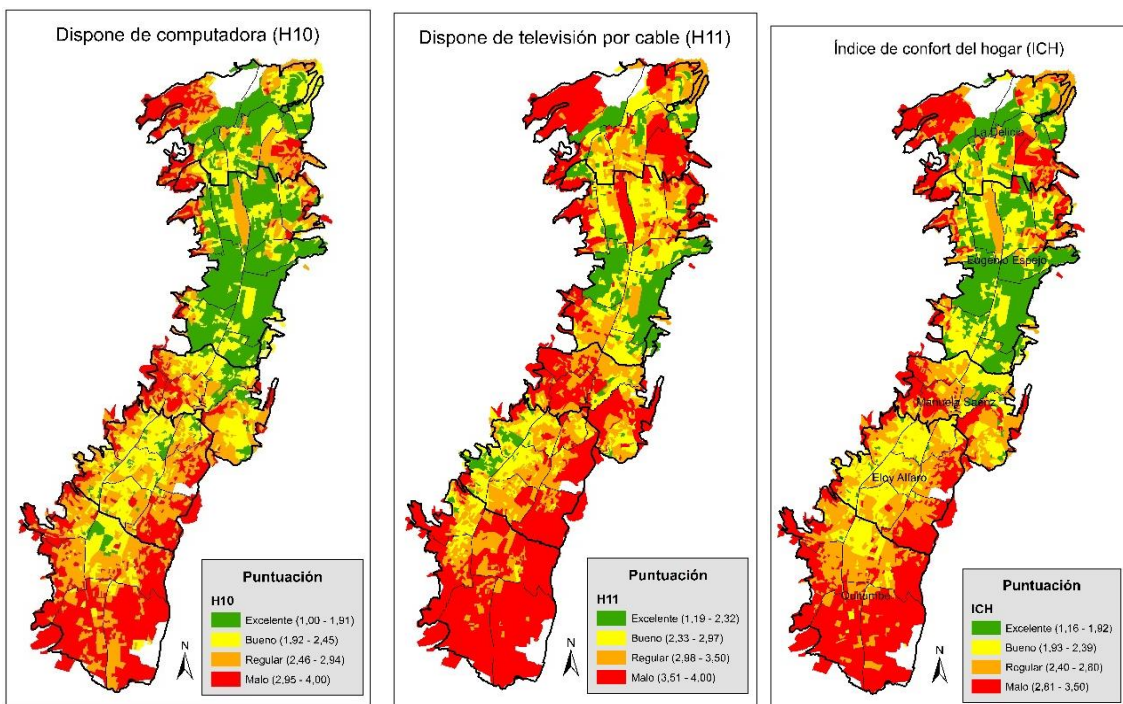 Dispone de computadora (H10)
Puntuación
H10
Excelente (1,00 - 1,91)
Bueno (1,92 - 2,45)
Regular (2,46 - 2,94)
Malo (2,95 - 4,00)
N
Dispone de televisión por cable (H11)
Puntuación
H11
Excelente (1,19 - 2,32)
Bueno (2,33 - 2,97)
Regular (2,98 - 3,50)
Malo (3,51 - 4,00)
N
Índice de confort del hogar (ICH)
La Delicia
Eugenio Espejo
Manuela Sáenz
Eloy Alfaro
Quitumbe
Puntuación
ICH
Excelente (1,16 - 1,92)
Bueno (1,93 - 2,39)
Regular (2,40 - 2,80)
Malo (2,81 - 3,50)
N